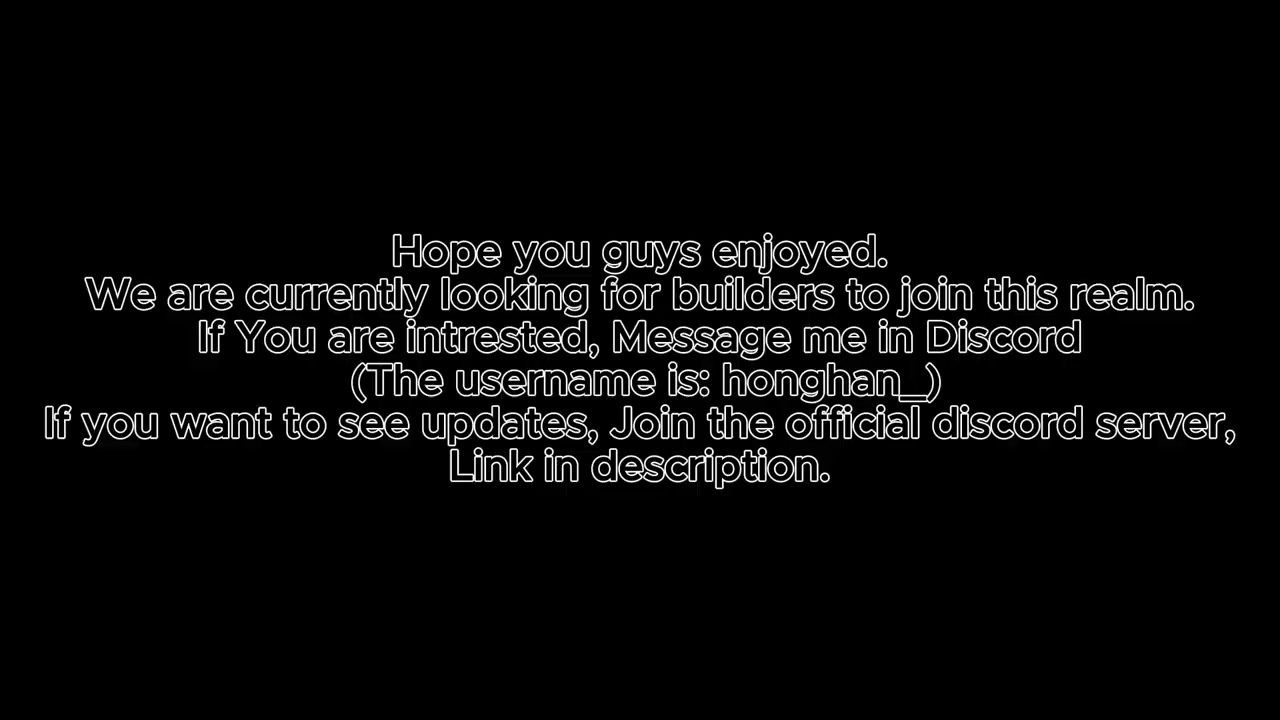 Hope you guys enjoyed.
We are currently looking for builders to join this realm.
If You are intrested, Message me in Discord
(The username is: honghan_)
If you want to see updates, Join the official discord server,
Link in description.